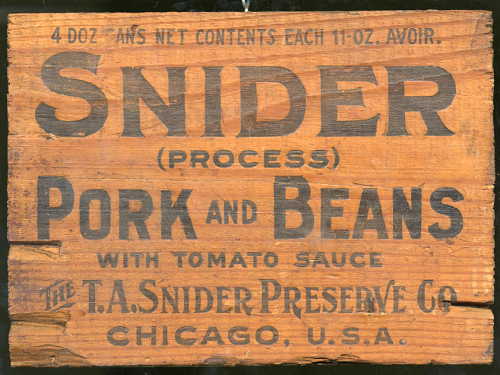 4 DOZ CANS NET CONTENTS EACH 11-OZ. AVOIR.
SNIDER
(PROCESS)
PORK AND BEANS
WITH TOMATO SAUCE
THE T.A. SNIDER PRESERVE CO
CHICAGO, U.S.A.